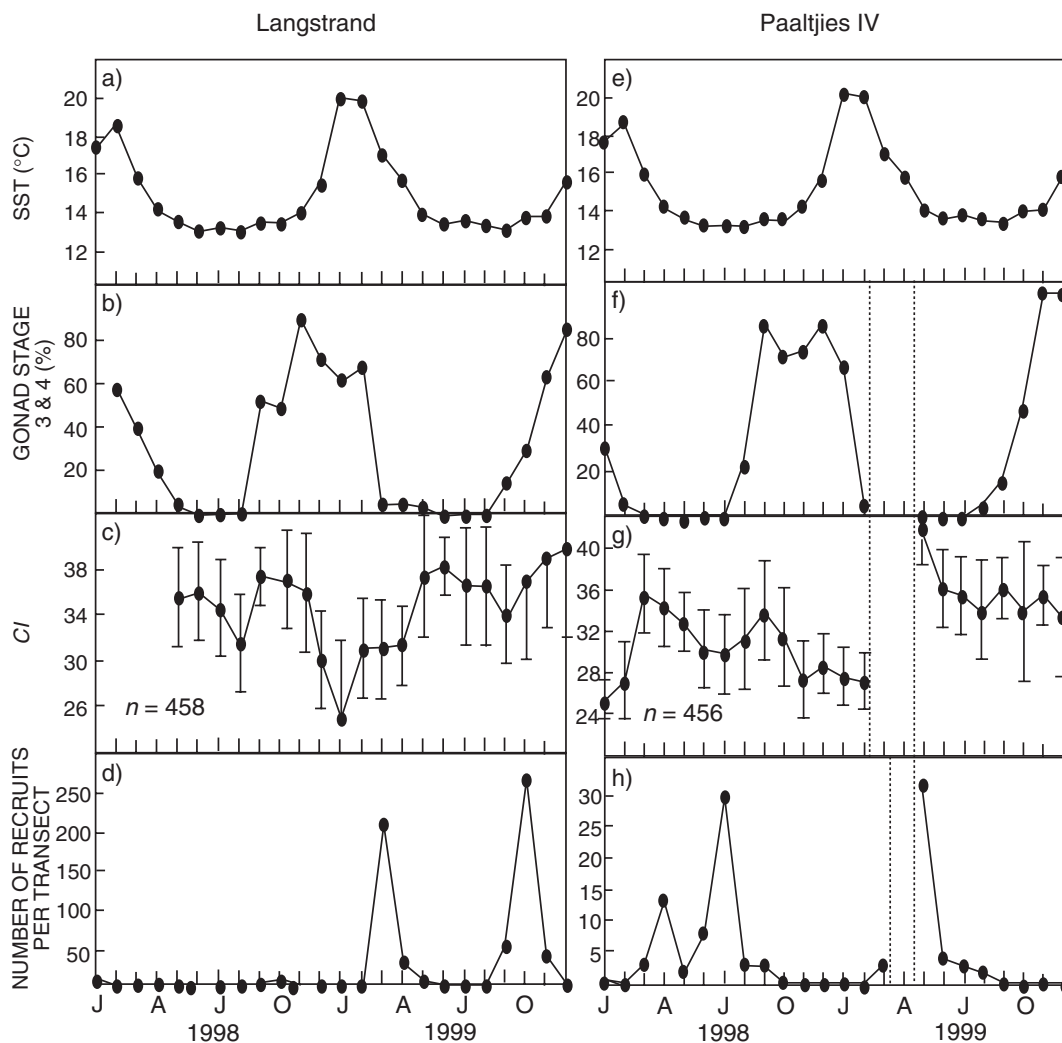 Langstrand
Paaltjies IV
a)
20
18
16
14
12
SST (°C)
e)
20
18
16
14
12
b)
80
60
40
20
GONAD STAGE
3 & 4 (%)
f)
80
60
40
20
c)
38
34
30
26
CI
n = 458
g)
40
36
32
28
24
n = 456
d)
250
200
150
100
50
NUMBER OF RECRUITS
PER TRANSECT
h)
30
25
20
15
10
5
J A J O J A J O
1998 1999
J A J O J A J O
1998 1999